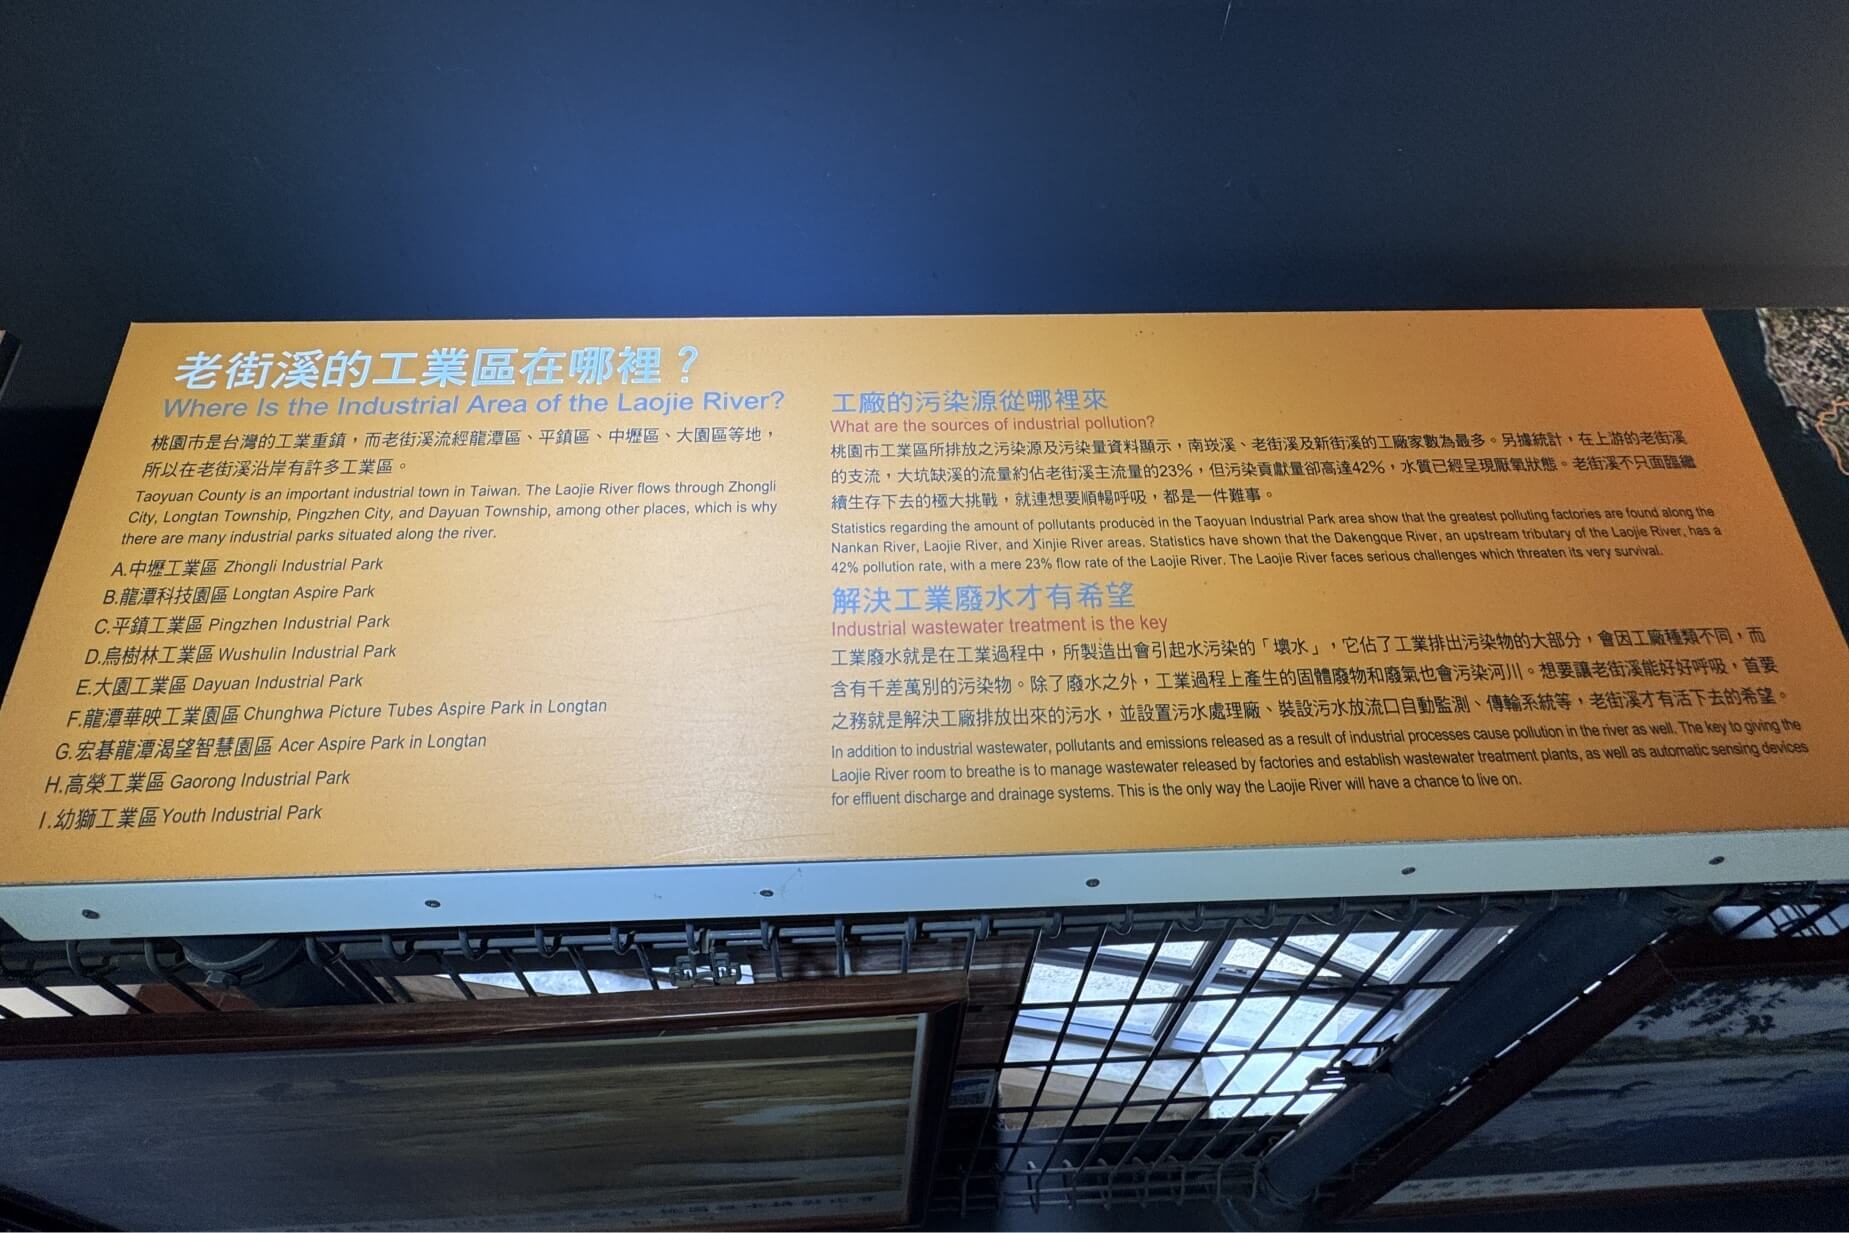 老街溪的工業區在哪裡？
Where Is the Industrial Area of the Laojie River?
桃園市是台灣的工業重鎮，而老街溪流經龍潭區、平鎮區、中壢區、大園區等地，
所以在老街溪沿岸有許多工業區。
Taoyuan County is an important industrial town in Taiwan. The Laojie River flows through Zhongli
City, Longtan Township, Pingzhen City, and Dayuan Township, among other places, which is why
there are many industrial parks situated along the river.
A.中壢工業區 Zhongli Industrial Park
B.龍潭科技園區 Longtan Aspire Park
C.平鎮工業區 Pingzhen Industrial Park
D.烏樹林工業區 Wushulin Industrial Park
E.大園工業區 Dayuan Industrial Park
F.龍潭華映工業園區 Chunghwa Picture Tubes Aspire Park in Longtan
G.宏碁龍潭渴望智慧園區 Acer Aspire Park in Longtan
H.高榮工業區 Gaorong Industrial Park
I.幼獅工業區 Youth Industrial Park
工廠的污染源從哪裡來
What are the sources of industrial pollution?
桃園市工業區所排放之污染源及污染量資料顯示，南崁溪、老街溪及新街溪的工廠家數為最多。另據統計，在上游的老街溪
的支流，大坑缺溪的流量約佔老街溪主流量的23%，但污染貢獻量卻高達42%，水質已經呈現厭氧狀態。老街溪不只面臨繼
續生存下去的極大挑戰，就連想要順暢呼吸，都是一件難事。
Statistics regarding the amount of pollutants produced in the Taoyuan Industrial Park area show that the greatest polluting factories are found along the
Nankan River, Laojie River, and Xinjie River areas. Statistics have shown that the Dakengque River, an upstream tributary of the Laojie River, has a
42% pollution rate, with a mere 23% flow rate of the Laojie River. The Laojie River faces serious challenges which threaten its very survival.
解決工業廢水才有希望
Industrial wastewater treatment is the key
工業廢水就是在工業過程中，所製造出會引起水污染的「壞水」，它佔了工業排出污染物的大部分，會因工廠種類不同，而
含有千差萬別的污染物。除了廢水之外，工業過程上產生的固體廢物和廢氣也會污染河川。想要讓老街溪能好好呼吸，首要
之務就是解決工廠排放出來的污水，並設置污水處理廠、裝設污水放流口自動監測、傳輸系統等，老街溪才有活下去的希望。
In addition to industrial wastewater, pollutants and emissions released as a result of industrial processes cause pollution in the river as well. The key to giving the
Laojie River room to breathe is to manage wastewater released by factories and establish wastewater treatment plants, as well as automatic sensing devices
for effluent discharge and drainage systems. This is the only way the Laojie River will have a chance to live on.